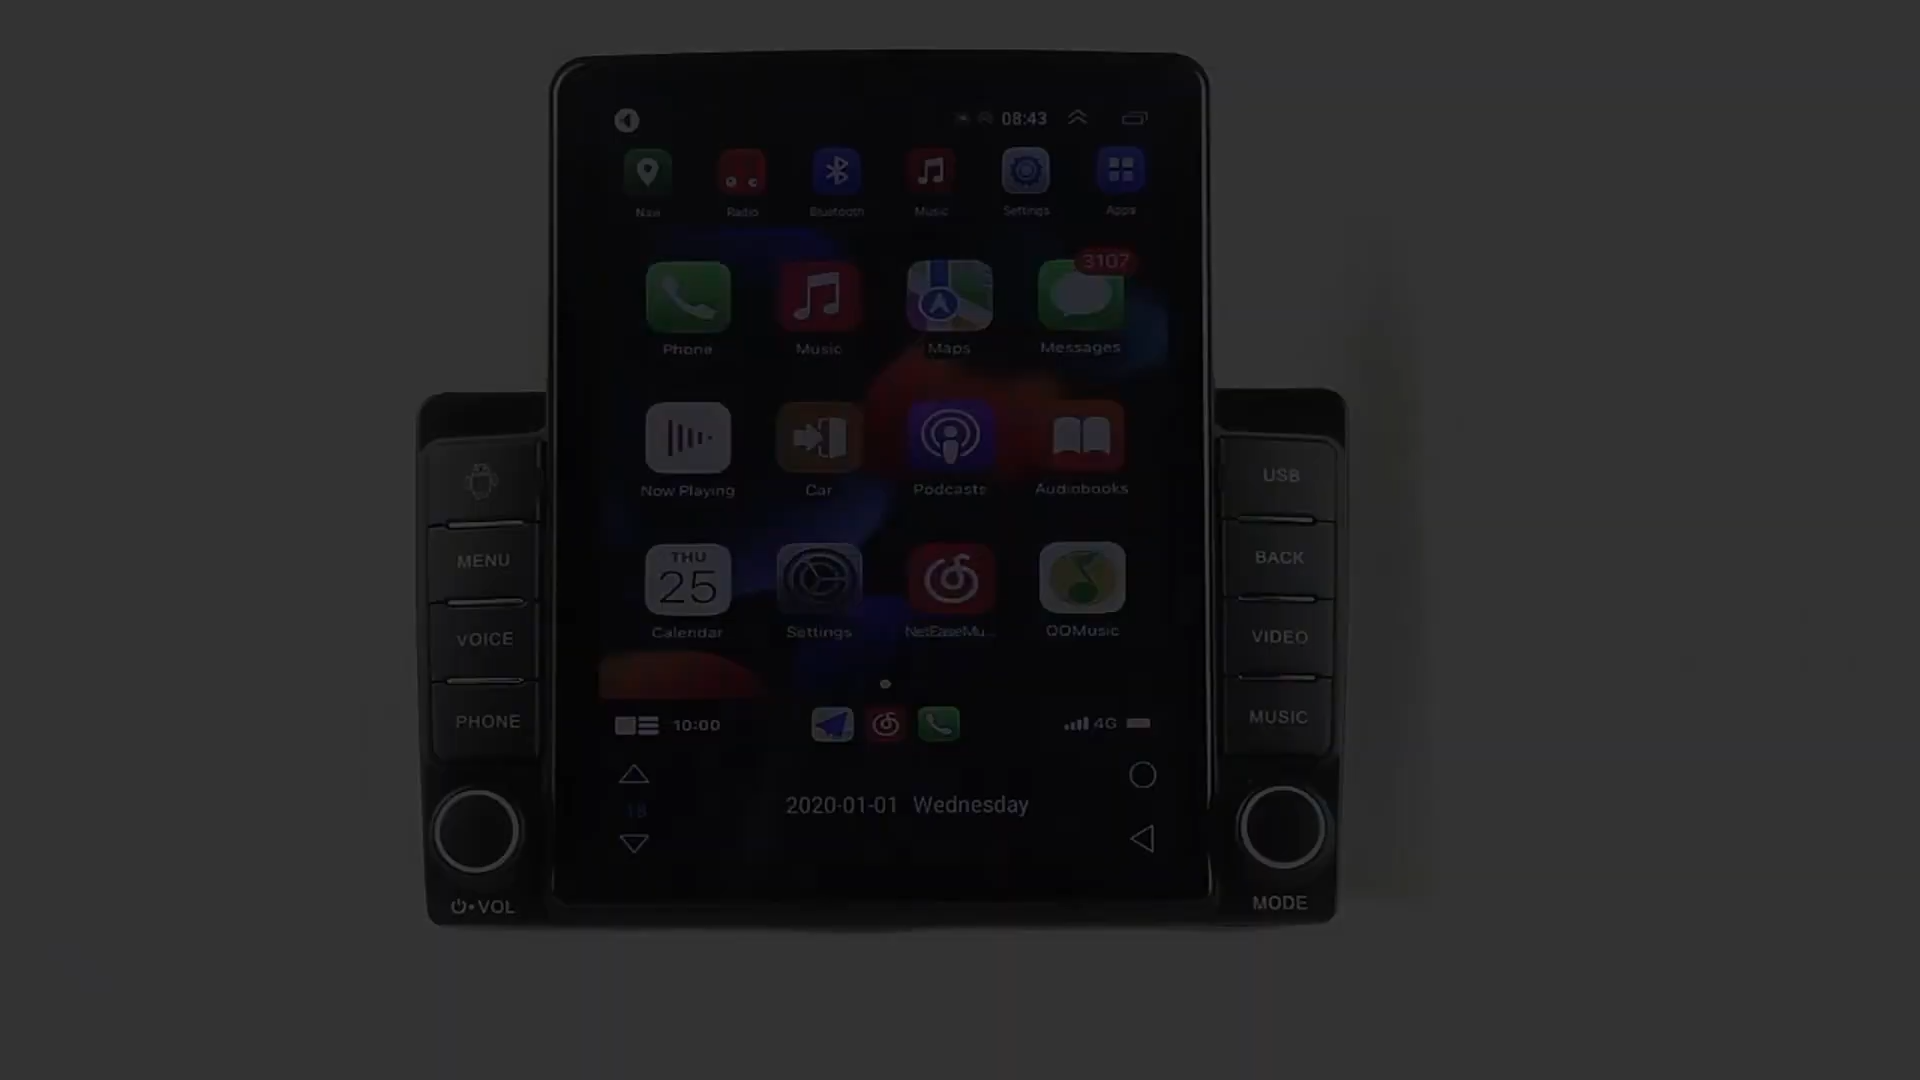 08:43
Navi Radio Bluetooth Music Settings Apps
3107
Phone Music Maps Messages
Now Playing Car Podcasts Audiobooks
THU
25
Calendar Settings NetEaseMu... QQMusic
10:00 4G
18
2020-01-01 Wednesday
MENU
VOICE
PHONE
VOL
USB
BACK
VIDEO
MUSIC
MODE